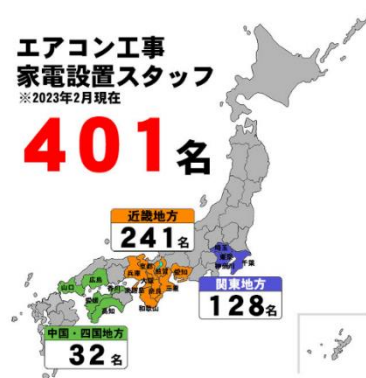 エアコン工事
家電設置スタッフ
※2023年2月現在
401名
近畿地方
241名
関東地方
128名
中国・四国地方
32名
埼玉
東京
千葉
神奈川
京都
滋賀
兵庫
大阪
奈良
愛知
三重
和歌山
広島
山口
香川
愛媛
高知